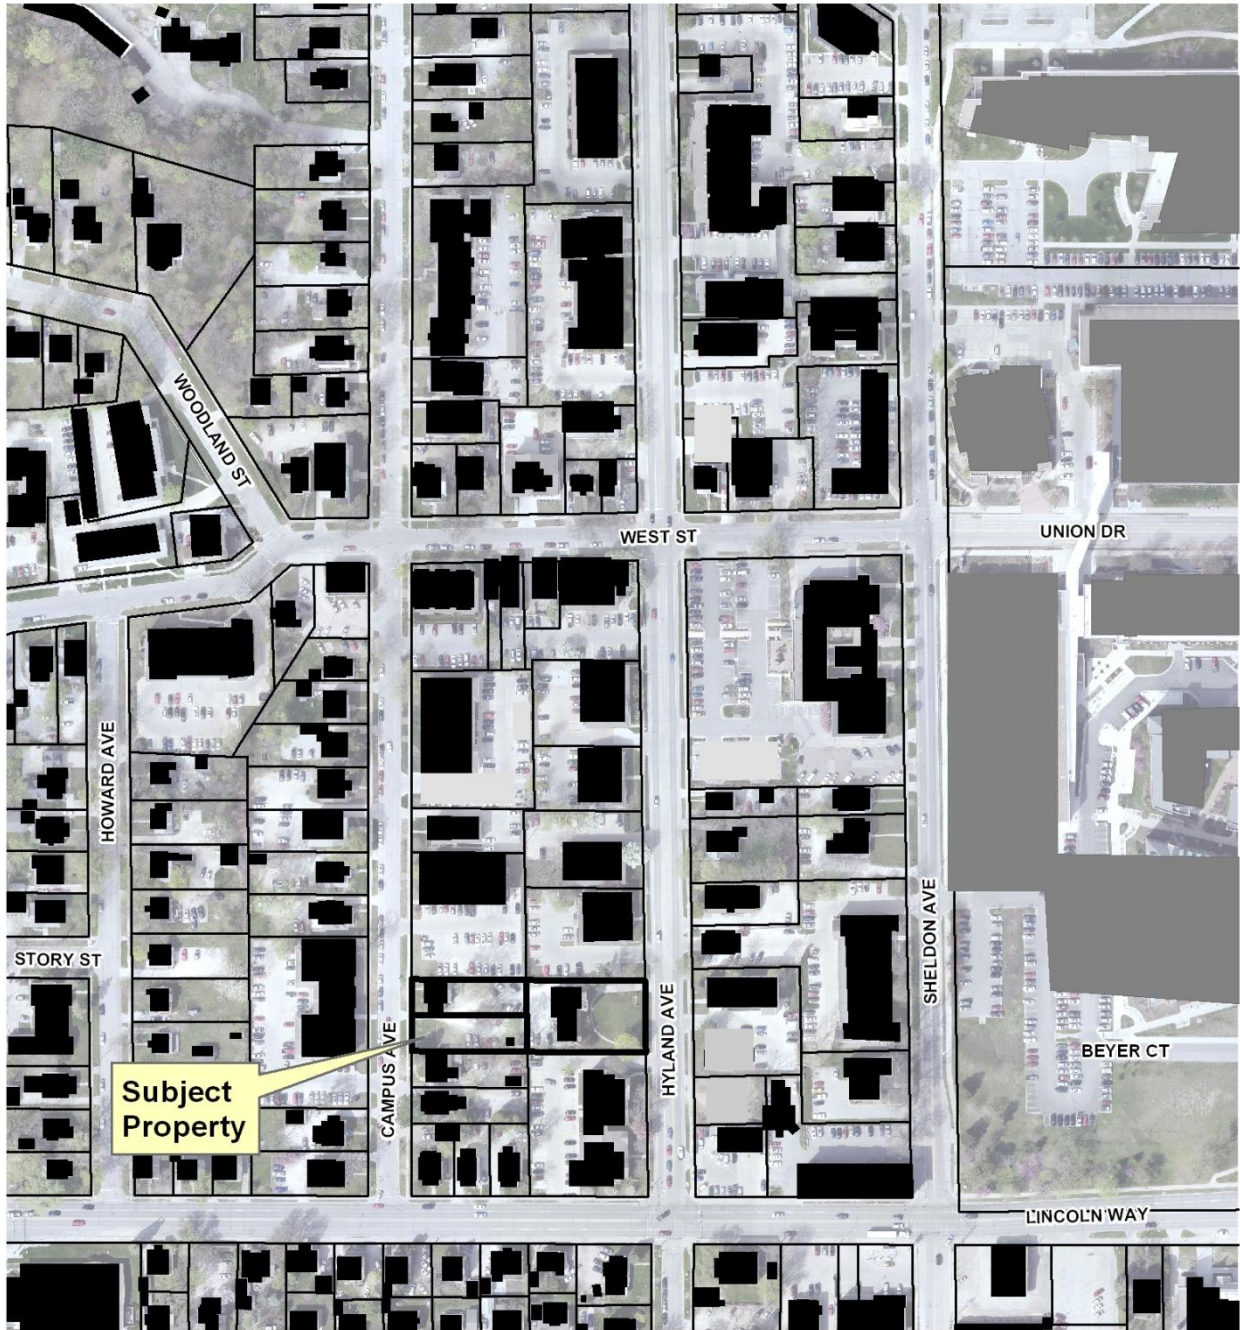 WOODLAND ST
WEST ST
UNION DR
HOWARD AVE
STORY ST
SHELDON AVE
HYLAND AVE
CAMPUS AVE
BEYER CT
Subject
Property
LINCOLN WAY